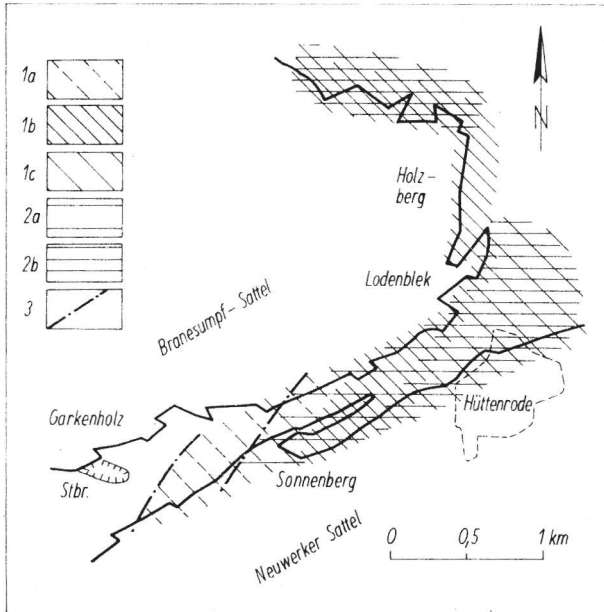 1a
1b
1c
2a
2b
3
N
Holz-
berg
Lodenblek
Branesumpf-Sattel
Garkenholz
Stbr.
Hüttenrode
Sonnenberg
Neuwerker Sattel
0 0,5 1 km